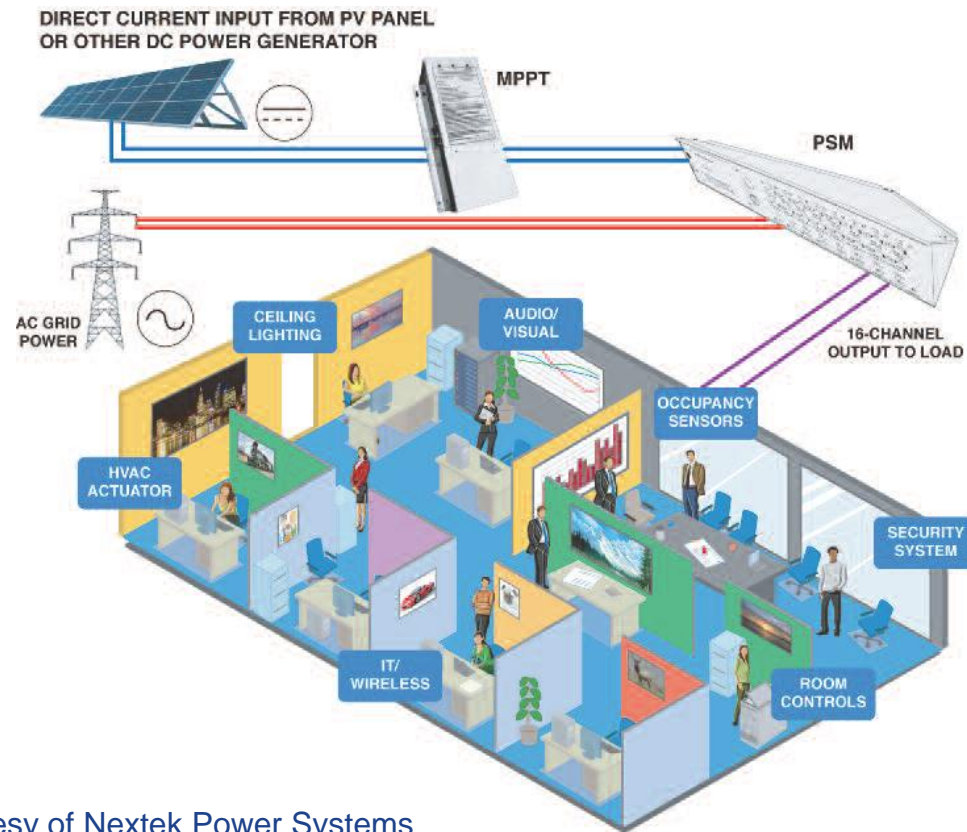 DIRECT CURRENT INPUT FROM PV PANEL
OR OTHER DC POWER GENERATOR
MPPT
PSM
AC GRID
POWER
CEILING
LIGHTING
AUDIO/
VISUAL
16-CHANNEL
OUTPUT TO LOAD
OCCUPANCY
SENSORS
HVAC
ACTUATOR
SECURITY
SYSTEM
IT/
WIRELESS
ROOM
CONTROLS
esy of Nextek Power Systems